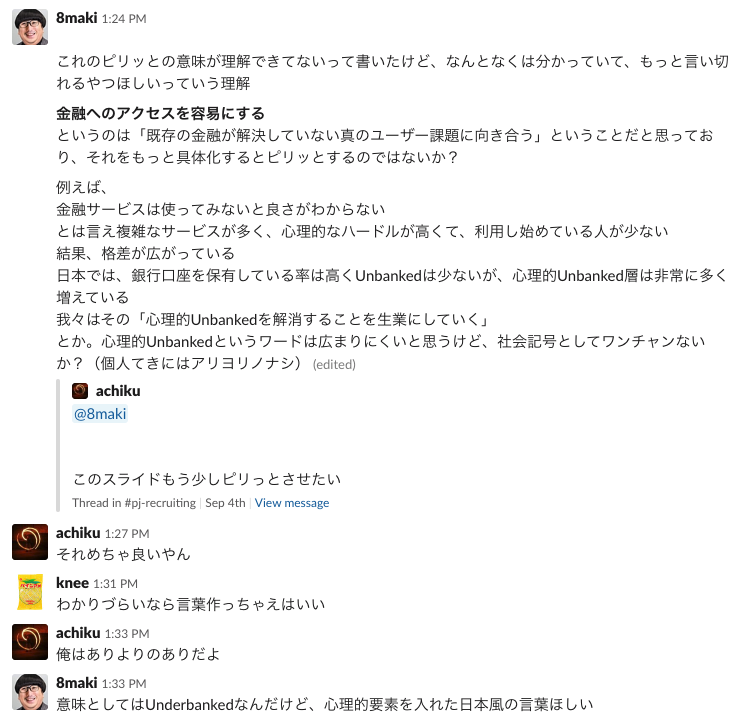 8maki 1:24 PM
これのピリッとの意味が理解できてないって書いたけど、なんとなくは分かっていて、もっと言い切
れるやつほしいっていう理解
金融へのアクセスを容易にする
というのは「既存の金融が解決していない真のユーザー課題に向き合う」ということだと思ってお
り、それをもっと具体化するとピリッとするのではないか？
例えば、
金融サービスは使ってみないと良さがわからない
とは言え複雑なサービスが多く、心理的なハードルが高くて、利用し始めている人が少ない
結果、格差が広がっている
日本では、銀行口座を保有している率は高くUnbankedは少ないが、心理的Unbanked層は非常に多く
増えている
我々はその「心理的Unbankedを解消することを生業にしていく」
とか。心理的Unbankedというワードは広まりにくいと思うけど、社会記号としてワンチャンない
か？（個人てきにはアリヨリノナシ） (edited)
achiku
@8maki
このスライドもう少しピリっとさせたい
Thread in #pj-recruiting | Sep 4th | View message
achiku 1:27 PM
それめちゃ良いやん
knee 1:31 PM
わかりづらいなら言葉作っちゃえはいい
achiku 1:33 PM
俺はありよりのありだよ
8maki 1:33 PM
意味としてはUnderbankedなんだけど、心理的要素を入れた日本風の言葉ほしい